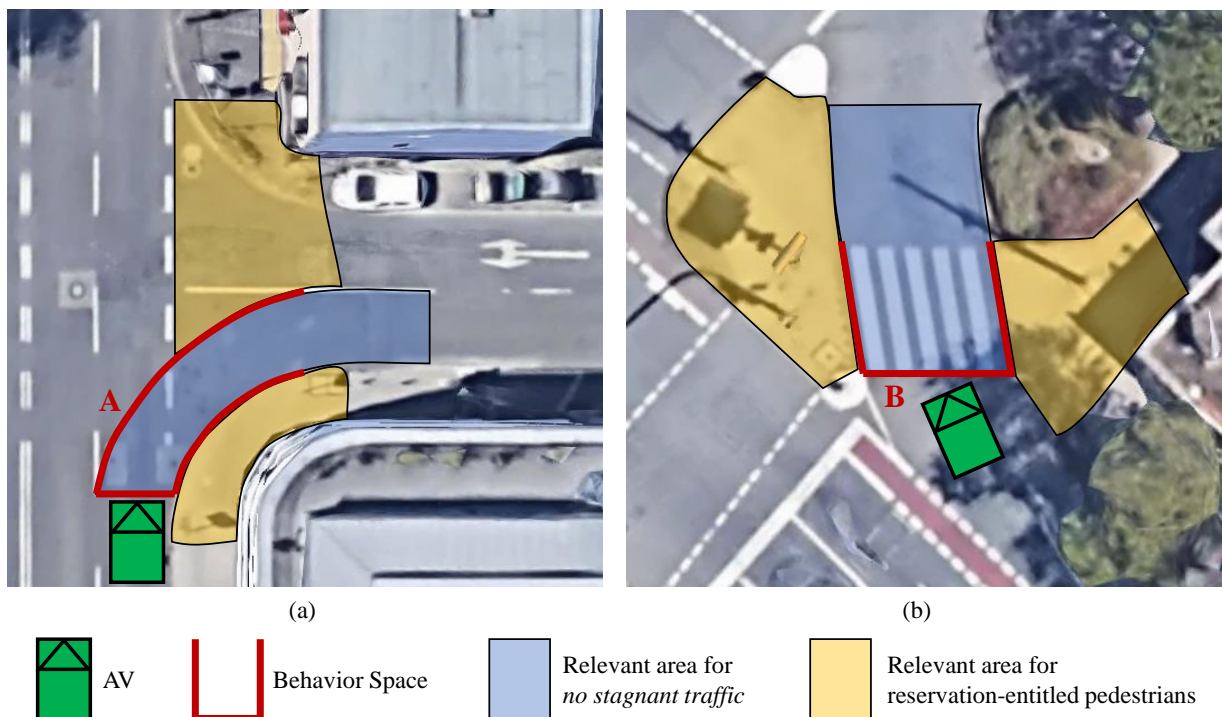 A
B
(a)
(b)
AV
Behavior Space
Relevant area for
no stagnant traffic
Relevant area for
reservation-entitled pedestrians